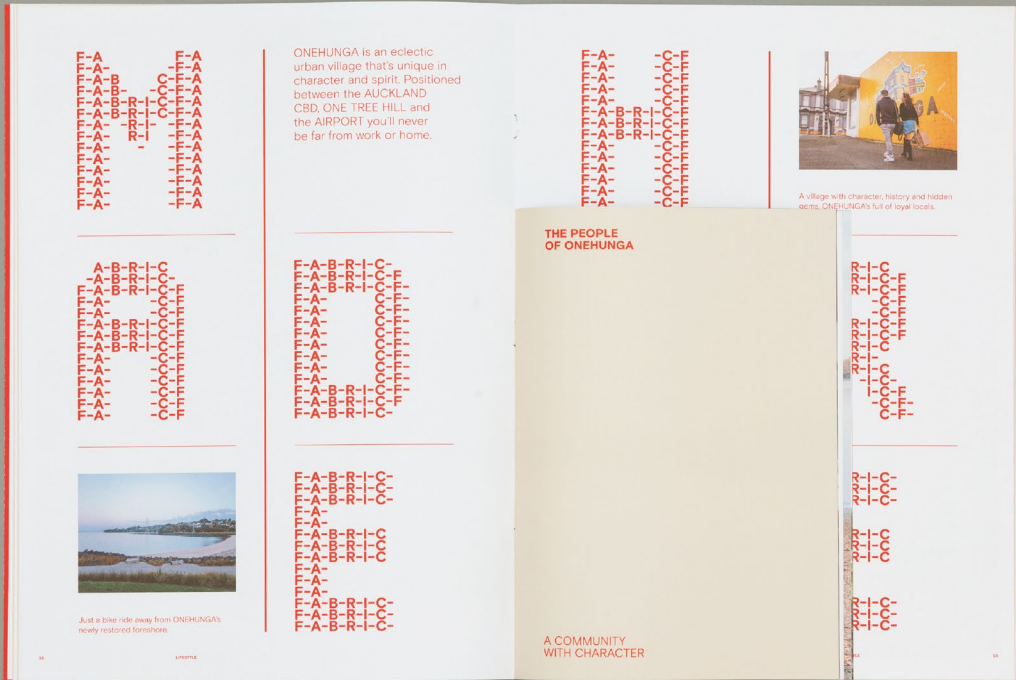 F-A F-A
F-A- -F-A
F-A-B C-F-A
F-A-B- -C-F-A
F-A-B-R-I-C-F-A
F-A-B-R-I-C-F-A
F-A- -R-I -F-A
F-A- R-I -F-A
F-A- - -F-A
F-A- -F-A
F-A- -F-A
F-A- -F-A
F-A- -F-A
F-A- -F-A
ONEHUNGA is an eclectic
urban village that's unique in
character and spirit. Positioned
between the AUCKLAND
CBD, ONE TREE HILL and
the AIRPORT you'll never
be far from work or home.
A-B-R-I-C
-A-B-R-I-C-
F-A-B-R-I-C-F
F-A- -C-F
F-A- -C-F
F-A-B-R-I-C-F
F-A-B-R-I-C-F
F-A-B-R-I-C-F
F-A- -C-F
F-A- -C-F
F-A- -C-F
F-A- -C-F
F-A- -C-F
F-A- -C-F
F-A-B-R-I-C-
F-A-B-R-I-C-F
F-A-B-R-I-C-F-
F-A- C-F-
F-A- C-F-
F-A- C-F-
F-A- C-F-
F-A- C-F-
F-A- C-F-
F-A- C-F-
F-A- C-F-
F-A-B-R-I-C-F-
F-A-B-R-I-C-F
F-A-B-R-I-C-
Just a bike ride away from ONEHUNGA's
newly restored foreshore.
F-A-B-R-I-C-
F-A-B-R-I-C-
F-A-B-R-I-C-
F-A-
F-A-
F-A-B-R-I-C
F-A-B-R-I-C
F-A-B-R-I-C
F-A-
F-A-
F-A-
F-A-B-R-I-C-
F-A-B-R-I-C-
F-A-B-R-I-C-
LIFESTYLE
F-A- -C-F
F-A- -C-F
F-A- -C-F
F-A- -C-F
F-A- -C-F
F-A-B-R-I-C-F
F-A-B-R-I-C-F
F-A-B-R-I-C-F
F-A- -C-F
F-A- -C-F
F-A- -C-F
F-A- -C-F
F-A- -C-F
F-A- -C-F
A village with character, history and hidden
gems, ONEHUNGA's full of loyal locals.
THE PEOPLE
OF ONEHUNGA
A COMMUNITY
WITH CHARACTER
R-I-C
R-I-C-F
R-I-C-F-
-C-F
-C-F
R-I-C-F
R-I-C-F
R-I-C
R-I-
R-I-C
-I-C-
I-C-F
-C-F-
C-F-
R-I-C-
R-I-C-
R-I-C-
R-I-C
R-I-C
R-I-C
R-I-C-
R-I-C-
R-I-C-